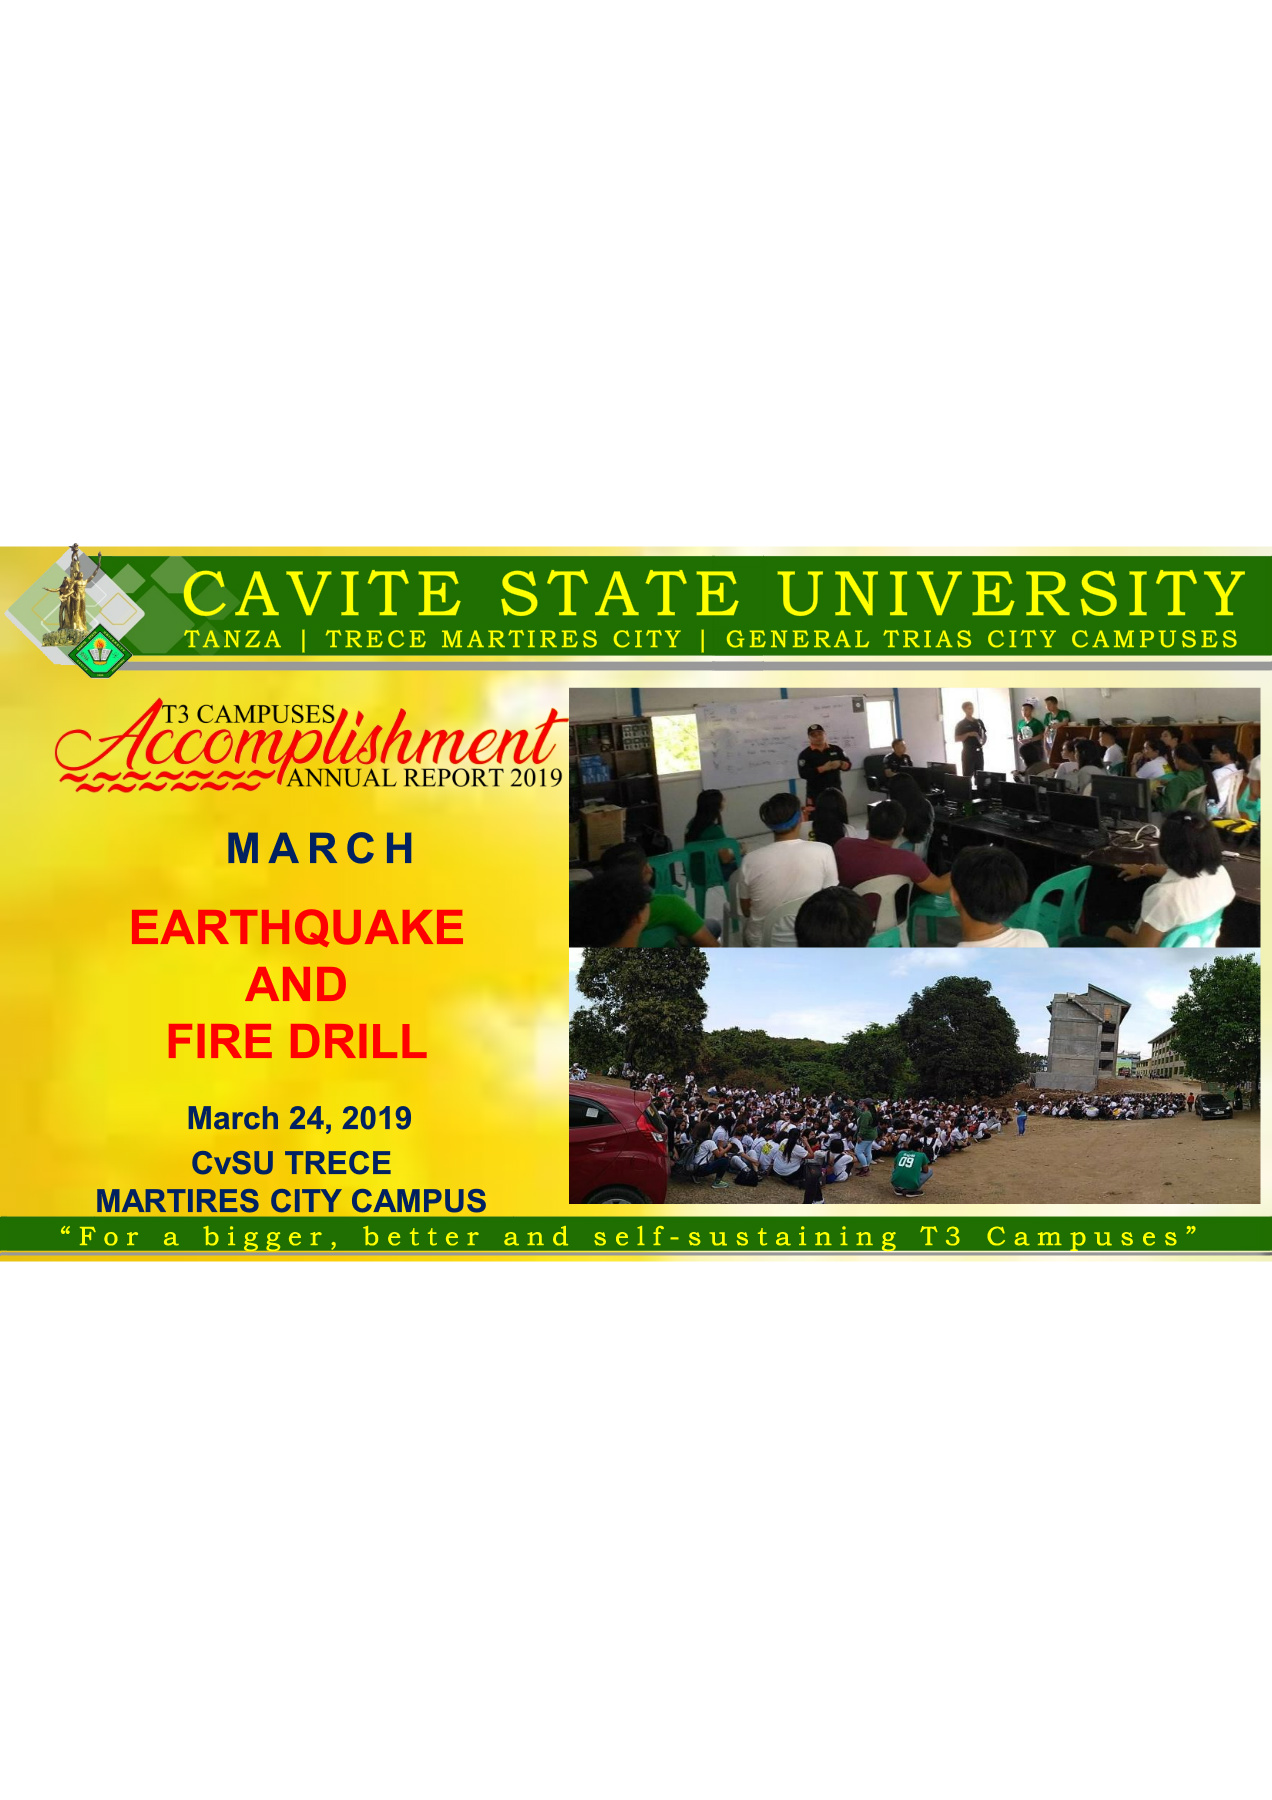 CAVITE STATE UNIVERSITY
TANZA | TRECE MARTIRES CITY | GENERAL TRIAS CITY CAMPUSES
T3 CAMPUSES
Accomplishment
ANNUAL REPORT 2019
MARCH
EARTHQUAKE
AND
FIRE DRILL
March 24, 2019
CvSU TRECE
MARTIRES CITY CAMPUS
09
“For a bigger, better and self-sustaining T3 Campuses”